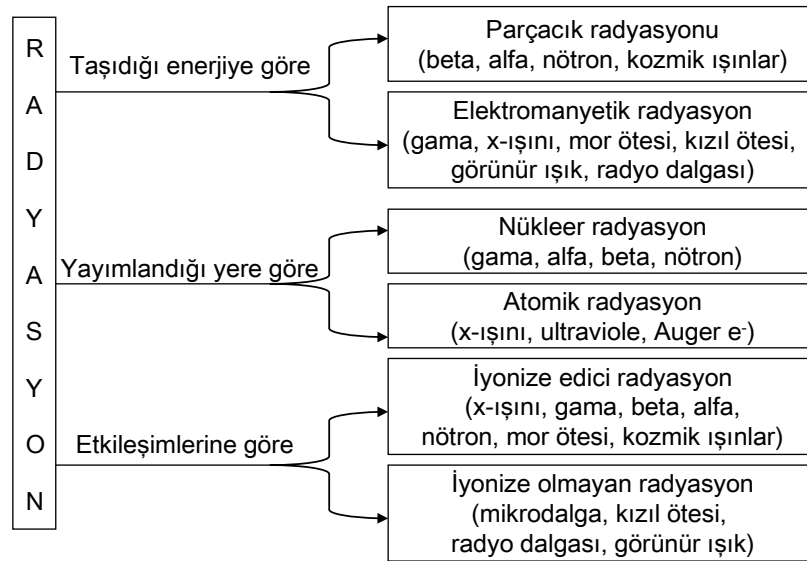 RADYASYON
Taşıdığı enerjiye göre
Parçacık radyasyonu
(beta, alfa, nötron, kozmik ışınlar)
Elektromanyetik radyasyon
(gama, x-ışını, mor ötesi, kızıl ötesi,
görünür ışık, radyo dalgası)
Yayımlandığı yere göre
Nükleer radyasyon
(gama, alfa, beta, nötron)
Atomik radyasyon
(x-ışını, ultraviole, Auger e⁻)
Etkileşimlerine göre
İyonize edici radyasyon
(x-ışını, gama, beta, alfa,
nötron, mor ötesi, kozmik ışınlar)
İyonize olmayan radyasyon
(mikrodalga, kızıl ötesi,
radyo dalgası, görünür ışık)